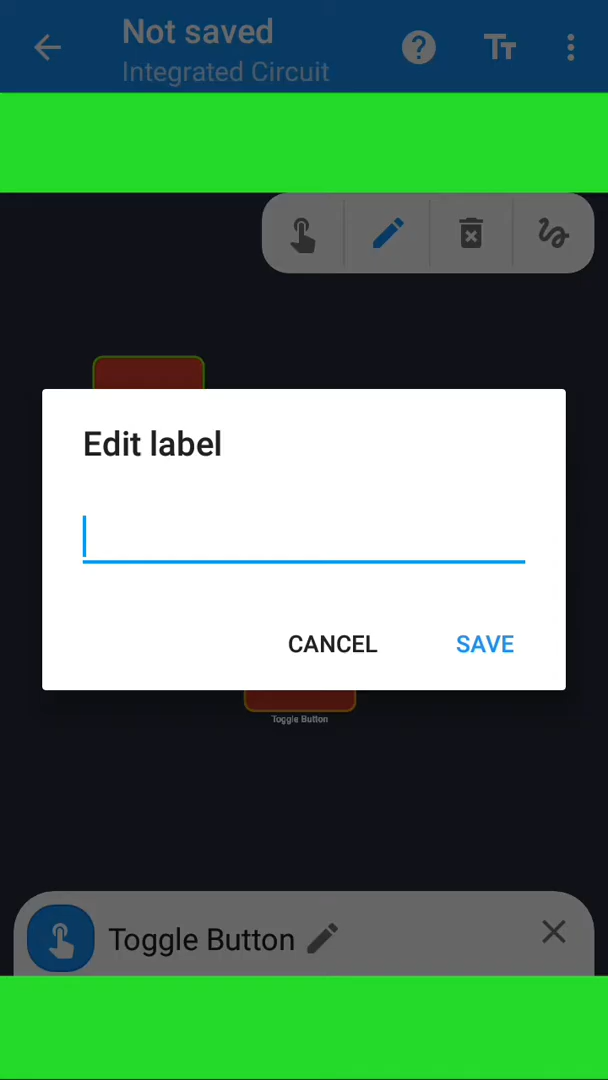 Not saved
Integrated Circuit
Edit label
CANCEL
SAVE
Toggle Button
Toggle Button